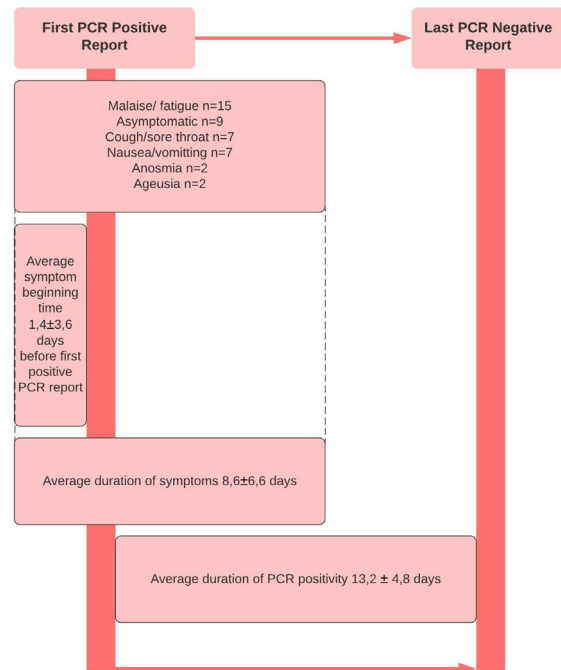 First PCR Positive
Report
Last PCR Negative
Report
Malaise/ fatigue n=15
Asymptomatic n=9
Cough/sore throat n=7
Nausea/vomitting n=7
Anosmia n=2
Ageusia n=2
Average
symptom
beginning
time
1,4±3,6
days
before first
positive
PCR report
Average duration of symptoms 8,6±6,6 days
Average duration of PCR positivity 13,2 ± 4,8 days